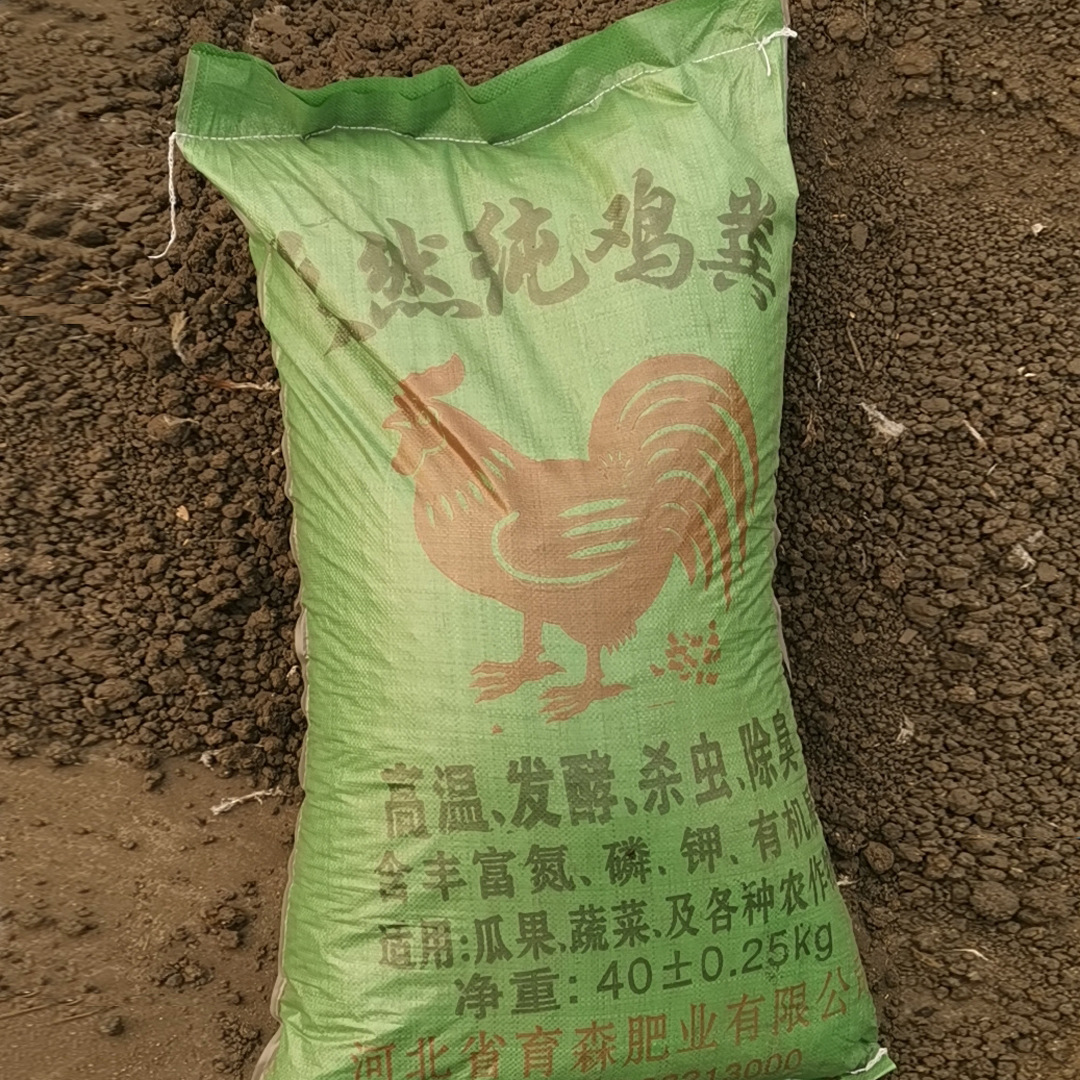 天然纯鸡粪
高温、发酵、杀虫、除臭
含丰富氮、磷、钾、有机
适用:瓜果、蔬菜、及各种农作
净重:40±0.25kg
河北省育森肥业有限公
3213000